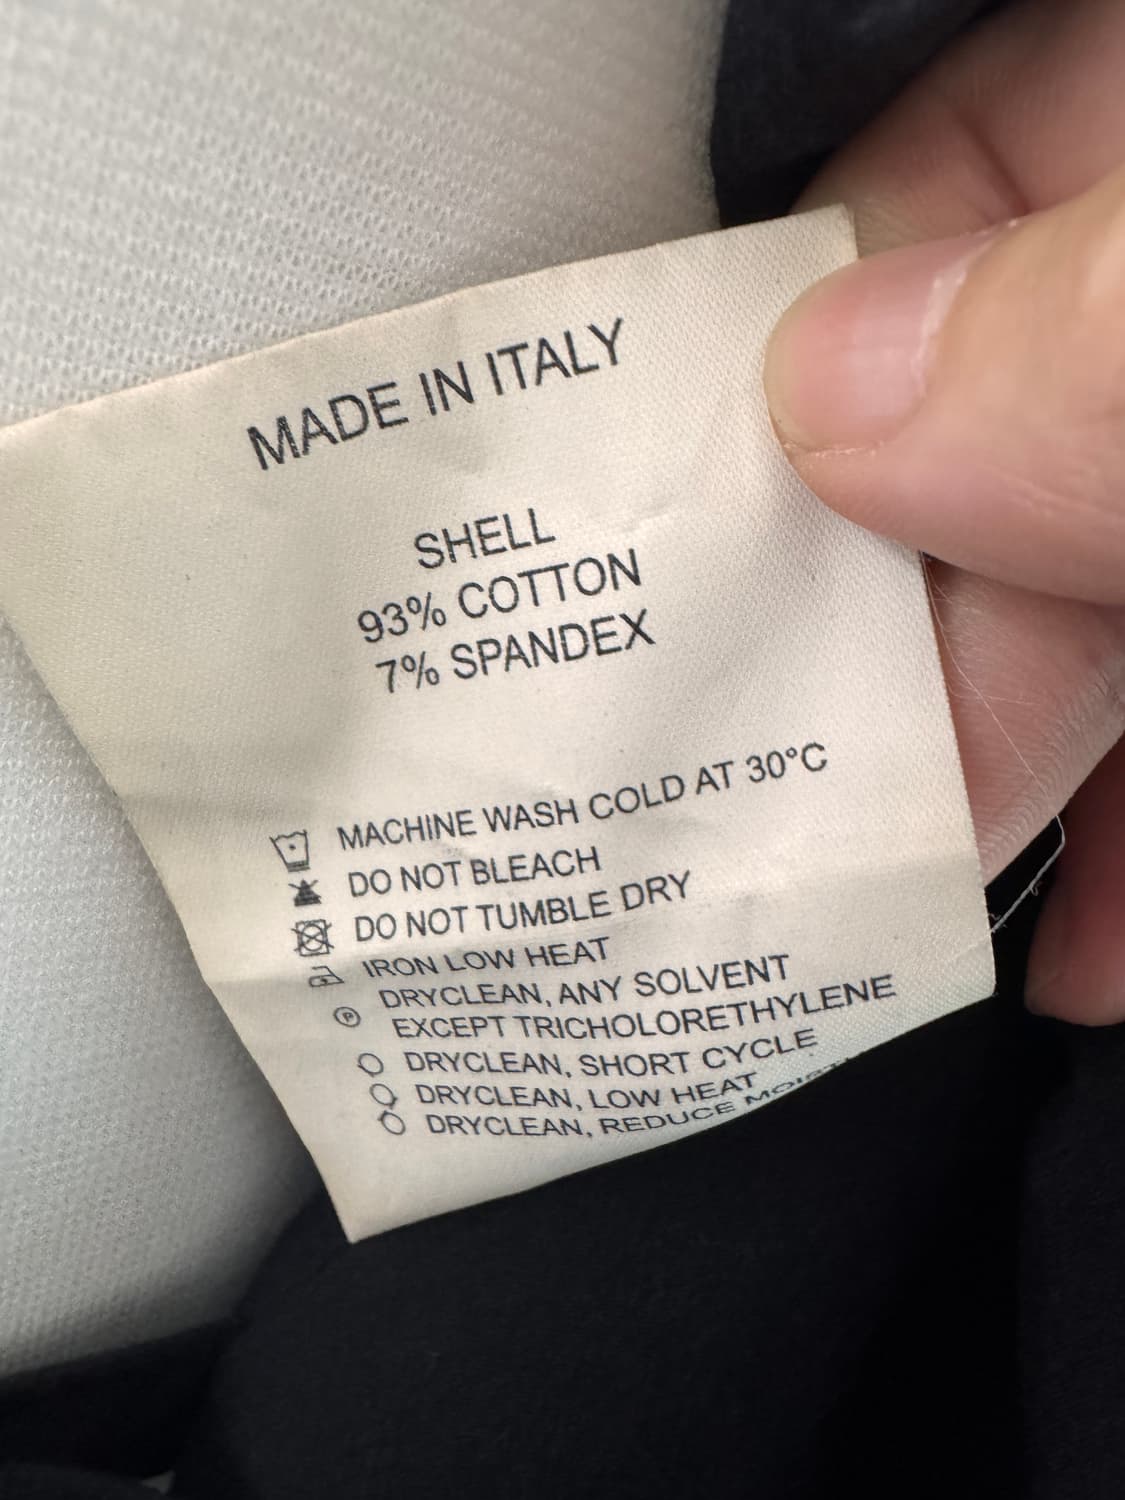 MADE IN ITALY
SHELL
93% COTTON
7% SPANDEX
MACHINE WASH COLD AT 30°C
DO NOT BLEACH
DO NOT TUMBLE DRY
IRON LOW HEAT
P DRYCLEAN, ANY SOLVENT
EXCEPT TRICHOLORETHYLENE
DRYCLEAN, SHORT CYCLE
DRYCLEAN, LOW HEAT
DRYCLEAN, REDUCE